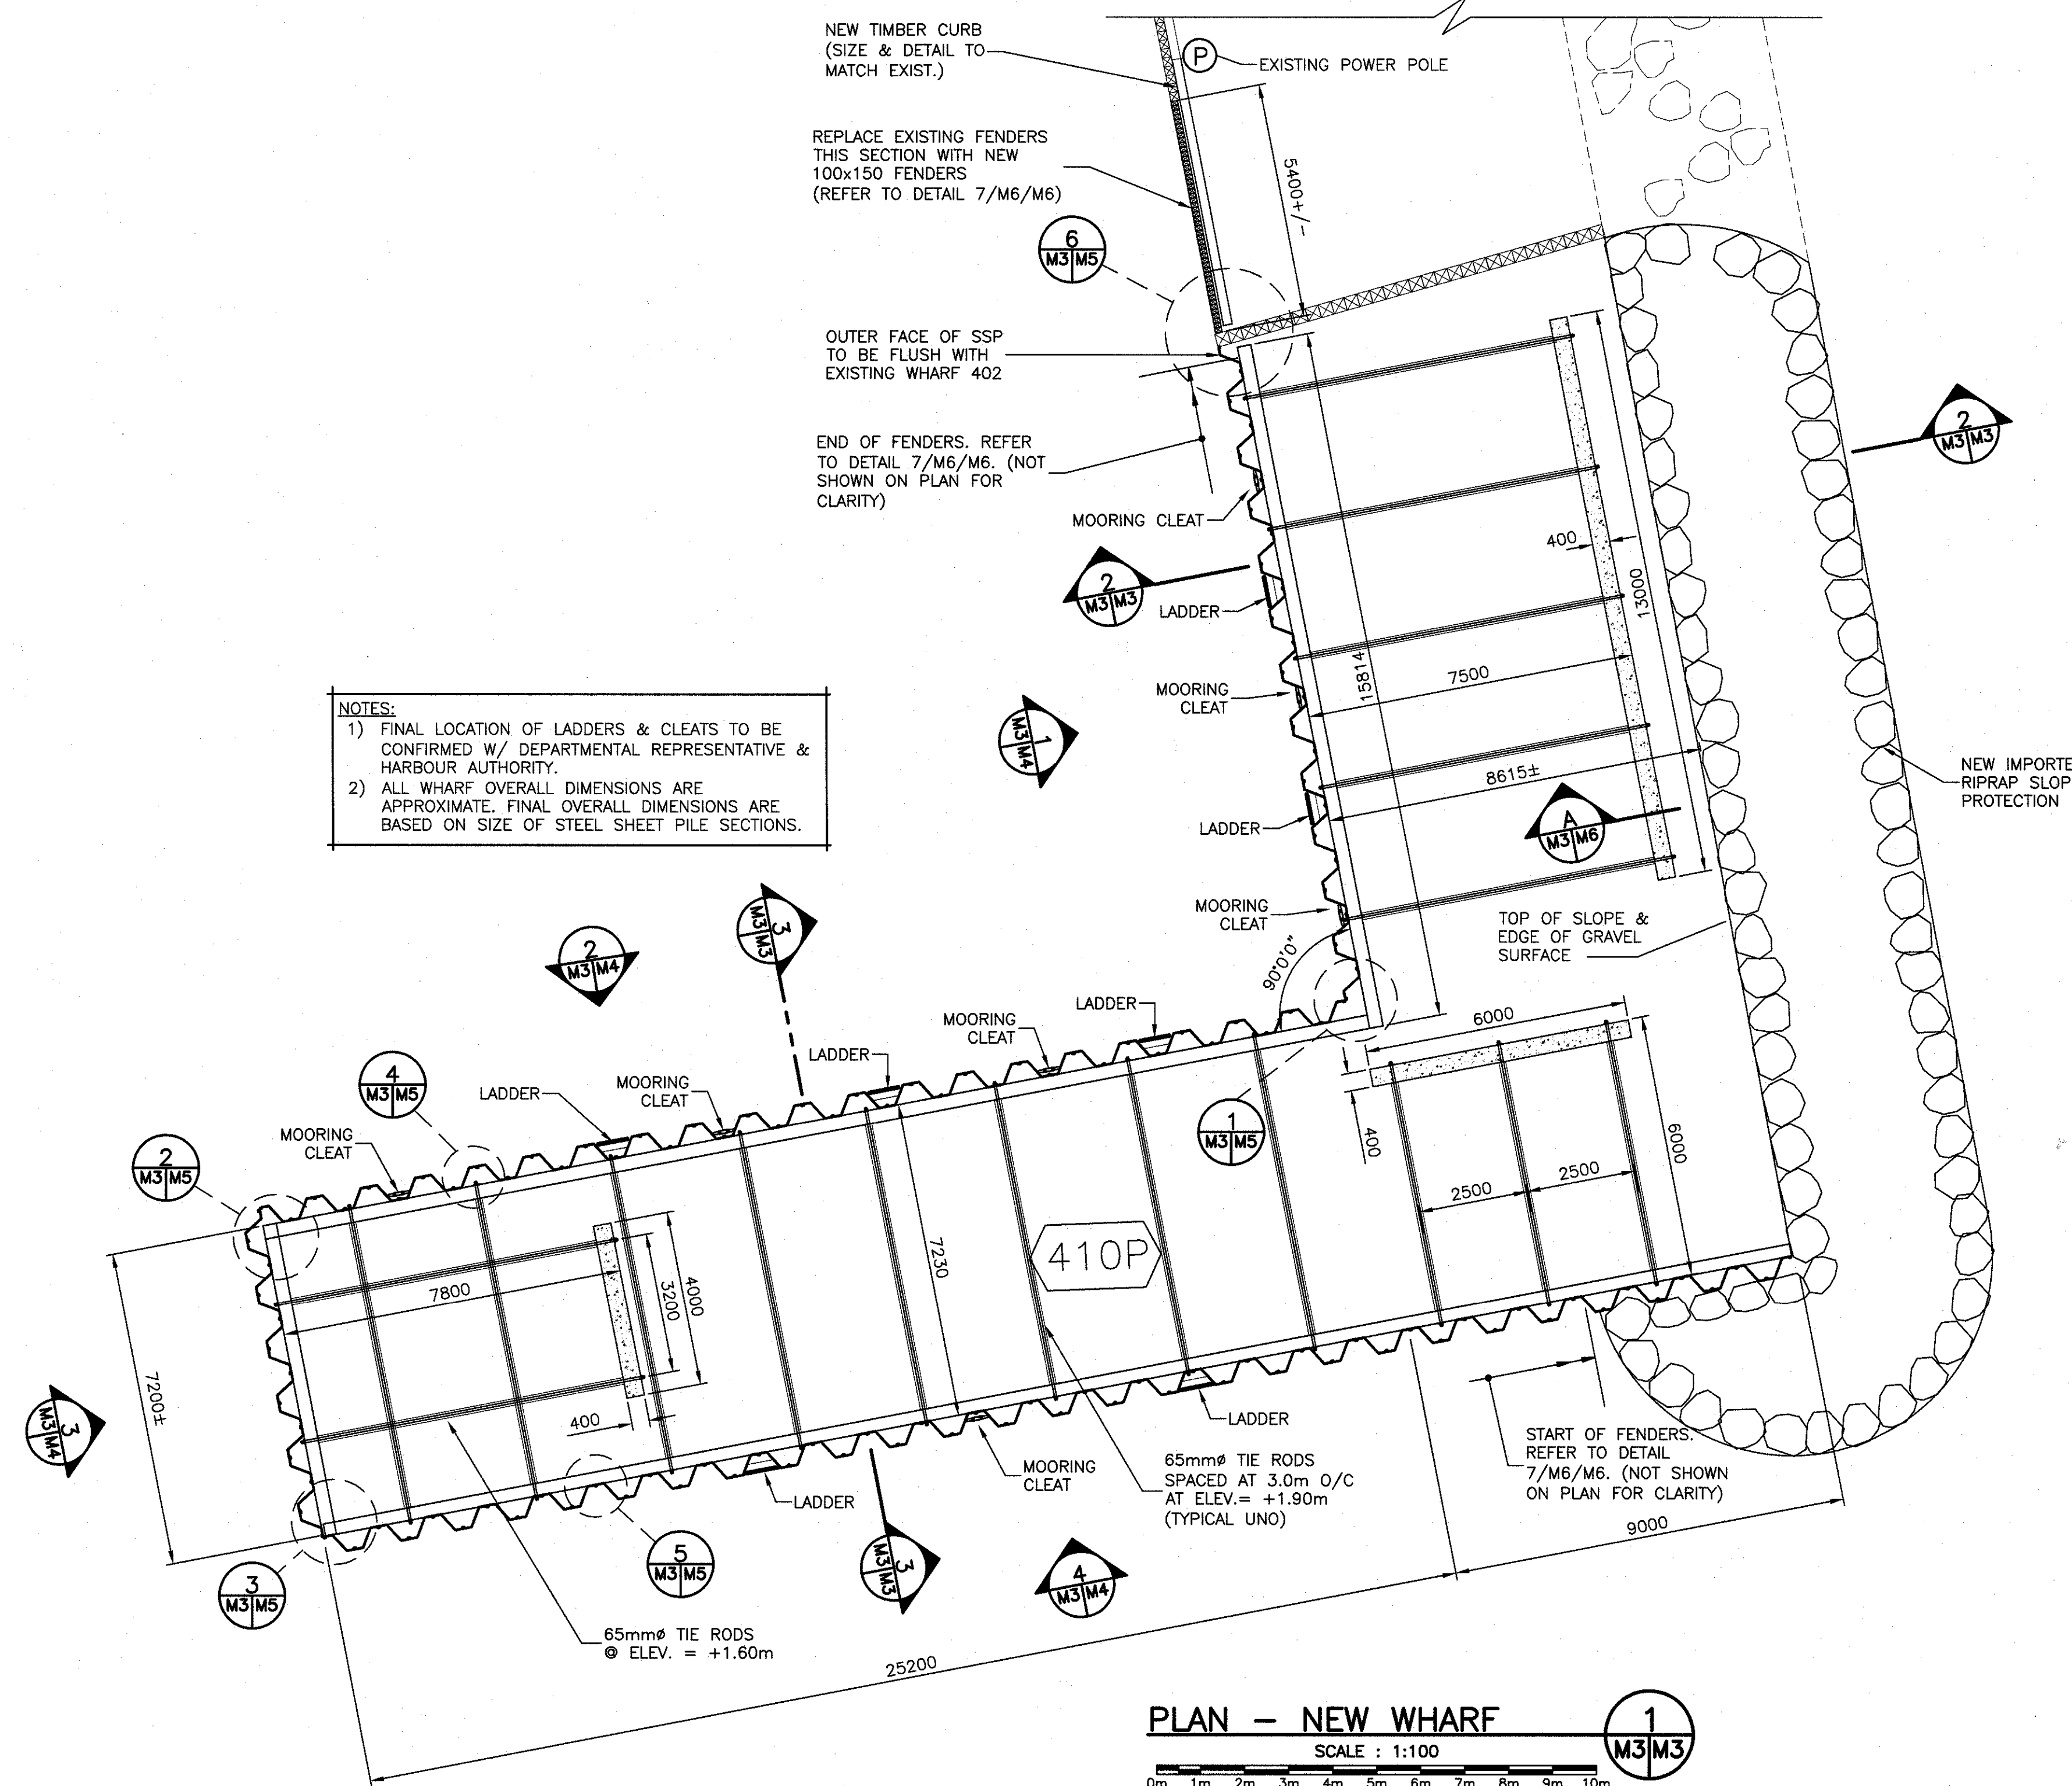 NEW TIMBER CURB
(SIZE & DETAIL TO
MATCH EXIST.)
P
EXISTING POWER POLE
REPLACE EXISTING FENDERS
THIS SECTION WITH NEW
100x150 FENDERS
(REFER TO DETAIL 7/M6/M6)
5400+/-
6
M3 M5
OUTER FACE OF SSP
TO BE FLUSH WITH
EXISTING WHARF 402
END OF FENDERS. REFER
TO DETAIL 7/M6/M6. (NOT
SHOWN ON PLAN FOR
CLARITY)
MOORING CLEAT
2
M3 M3
400
2
M3 M3
LADDER
13000
15814
7500
MOORING
CLEAT
1
M3 M4
NOTES:
1) FINAL LOCATION OF LADDERS & CLEATS TO BE
CONFIRMED W/ DEPARTMENTAL REPRESENTATIVE &
HARBOUR AUTHORITY.
2) ALL WHARF OVERALL DIMENSIONS ARE
APPROXIMATE. FINAL OVERALL DIMENSIONS ARE
BASED ON SIZE OF STEEL SHEET PILE SECTIONS.
8615±
NEW IMPORTE
RIPRAP SLOP
PROTECTION
LADDER
A
M3 M6
MOORING
CLEAT
TOP OF SLOPE &
EDGE OF GRAVEL
SURFACE
3
M3 M3
2
M3 M4
90°0'0"
LADDER
MOORING
CLEAT
6000
LADDER
4
M3 M5
MOORING
CLEAT
LADDER
1
M3 M5
400
6000
MOORING
CLEAT
2
M3 M5
2500
2500
7230
410P
7800
4000
3200
7200±
400
3
M3 M4
LADDER
START OF FENDERS.
REFER TO DETAIL
7/M6/M6. (NOT SHOWN
ON PLAN FOR CLARITY)
MOORING
CLEAT
65mmø TIE RODS
SPACED AT 3.0m O/C
AT ELEV.= +1.90m
(TYPICAL UNO)
LADDER
9000
5
M3 M5
3
M3 M3
4
M3 M4
3
M3 M5
65mmø TIE RODS
@ ELEV. = +1.60m
25200
PLAN – NEW WHARF
1
M3 M3
SCALE : 1:100
0m 1m 2m 3m 4m 5m 6m 7m 8m 9m 10m